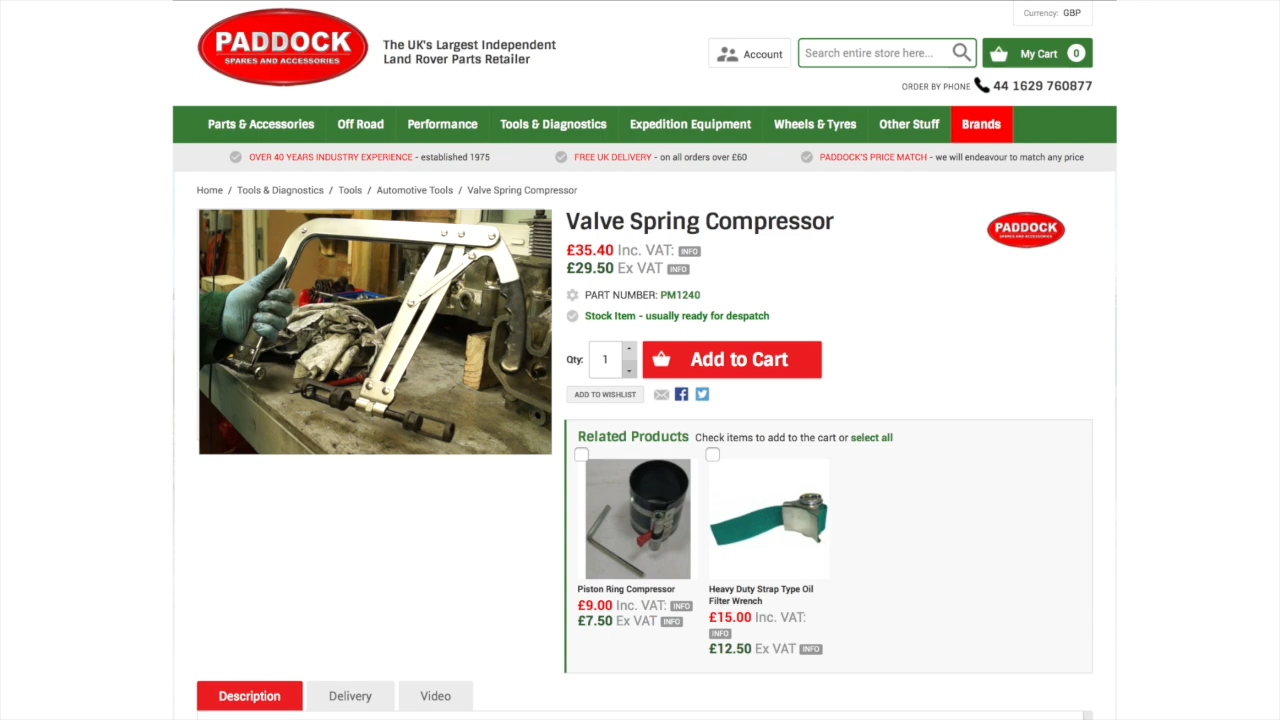 Currency: GBP
PADDOCK
SPARES AND ACCESSORIES
The UK's Largest Independent
Land Rover Parts Retailer
Account
Search entire store here...
My Cart 0
ORDER BY PHONE 44 1629 760877
Parts & Accessories Off Road Performance Tools & Diagnostics Expedition Equipment Wheels & Tyres Other Stuff Brands
OVER 40 YEARS INDUSTRY EXPERIENCE - established 1975 FREE UK DELIVERY - on all orders over £60 PADDOCK'S PRICE MATCH - we will endeavour to match any price
Home / Tools & Diagnostics / Tools / Automotive Tools / Valve Spring Compressor
Valve Spring Compressor
PADDOCK
SPARES AND ACCESSORIES
£35.40 Inc. VAT: INFO
£29.50 Ex VAT INFO
PART NUMBER: PM1240
Stock Item - usually ready for despatch
Qty: 1 Add to Cart
ADD TO WISHLIST
Related Products Check items to add to the cart or select all
Piston Ring Compressor
£9.00 Inc. VAT: INFO
£7.50 Ex VAT INFO
Heavy Duty Strap Type Oil
Filter Wrench
£15.00 Inc. VAT:
INFO
£12.50 Ex VAT INFO
Description Delivery Video